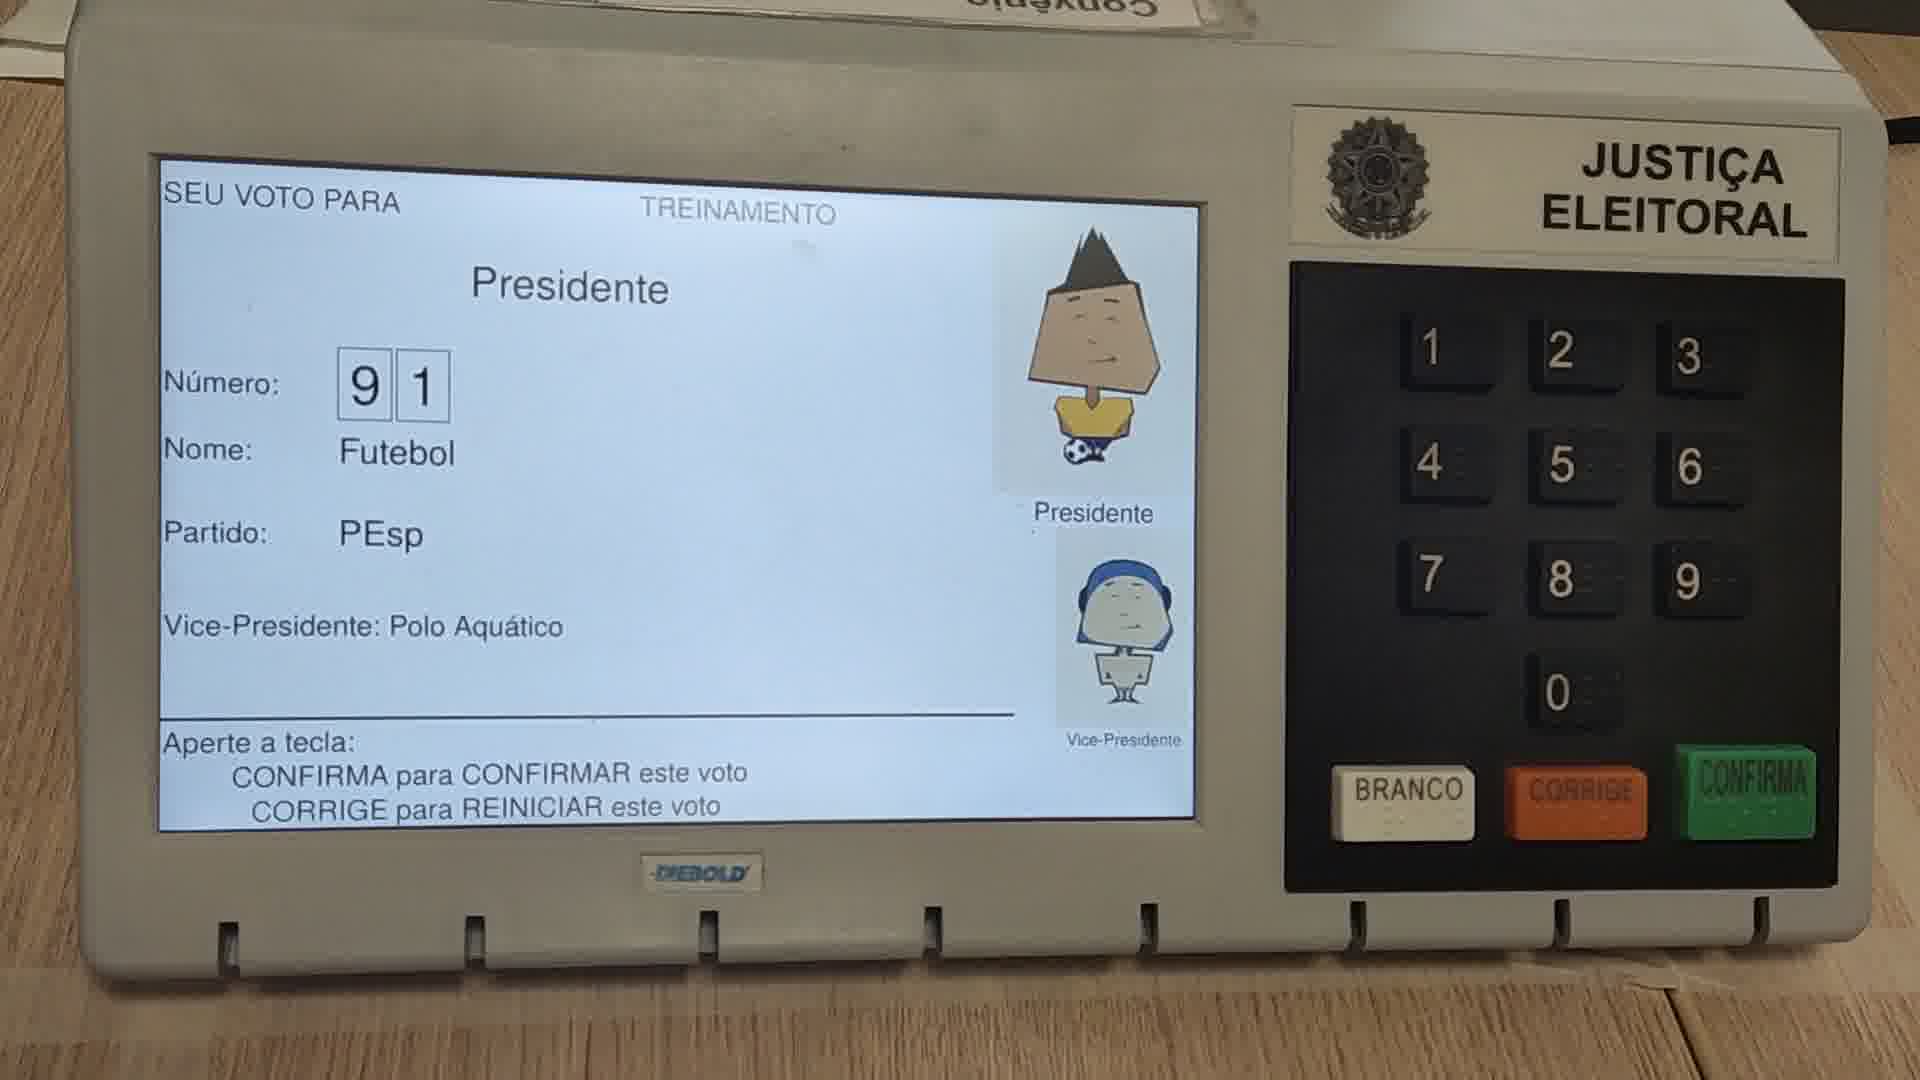 Convênio
SEU VOTO PARA
TREINAMENTO
Presidente
Número: 91
Nome: Futebol
Partido: PEsp
Vice-Presidente: Polo Aquático
Aperte a tecla:
CONFIRMA para CONFIRMAR este voto
CORRIGE para REINICIAR este voto
Presidente
Vice-Presidente
DIEBOLD
JUSTIÇA
ELEITORAL
1 2 3
4 5 6
7 8 9
0
BRANCO CORRIGE CONFIRMA